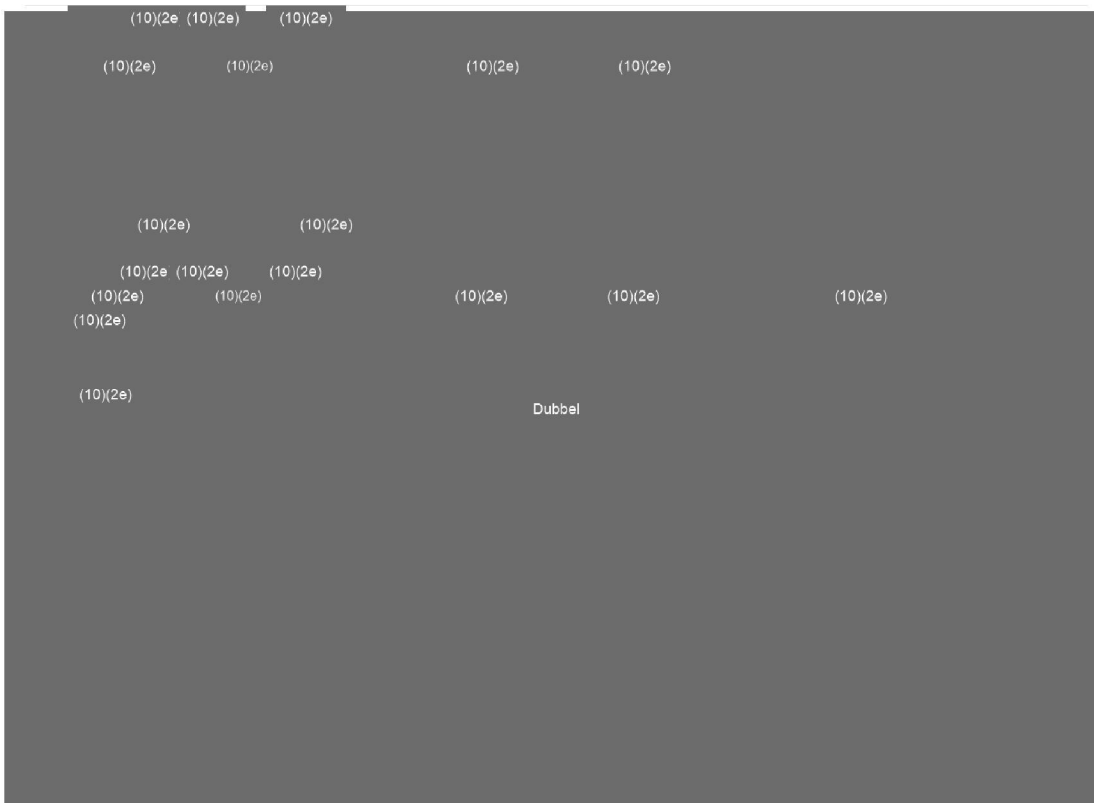 (10)(2e (10)(2e) (10)(2e)
(10)(2e) (10)(2e) (10)(2e) (10)(2e)
(10)(2e) (10)(2e)
(10)(2e (10)(2e) (10)(2e)
(10)(2e) (10)(2e) (10)(2e) (10)(2e) (10)(2e)
(10)(2e)
(10)(2e)
Dubbel